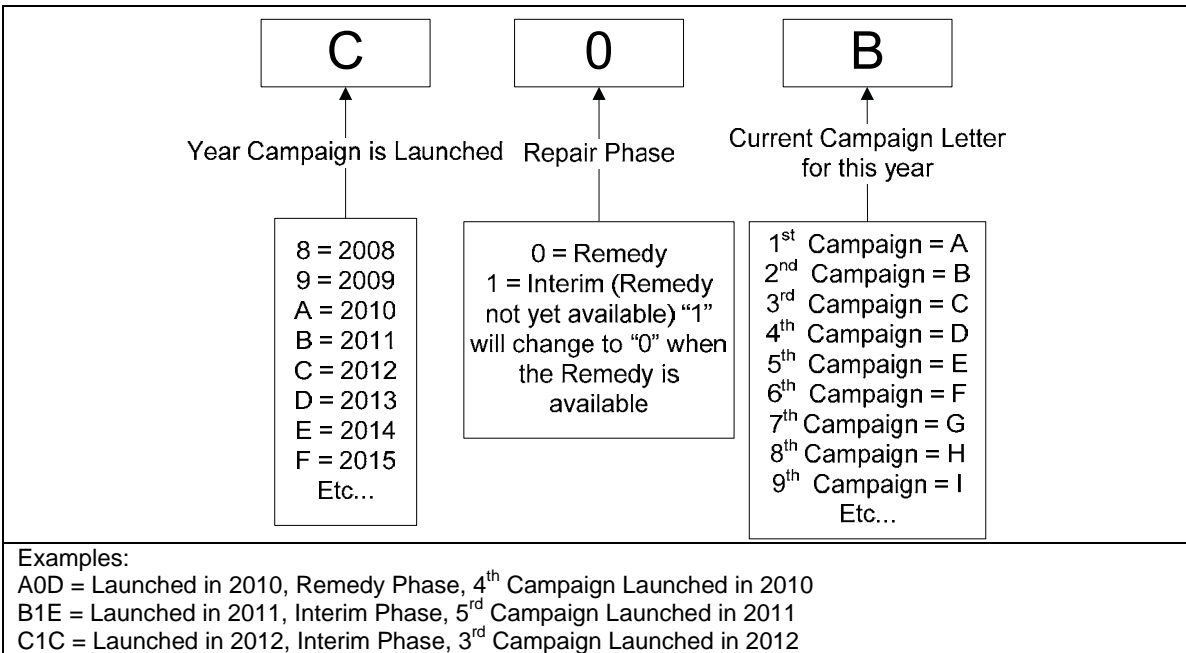 C
0
B
Year Campaign is Launched
Repair Phase
Current Campaign Letter
for this year
8 = 2008
9 = 2009
A = 2010
B = 2011
C = 2012
D = 2013
E = 2014
F = 2015
Etc...
0 = Remedy
1 = Interim (Remedy
not yet available) “1”
will change to “0” when
the Remedy is
available
1st Campaign = A
2nd Campaign = B
3rd Campaign = C
4th Campaign = D
5th Campaign = E
6th Campaign = F
7th Campaign = G
8th Campaign = H
9th Campaign = I
Etc...
Examples:
A0D = Launched in 2010, Remedy Phase, 4th Campaign Launched in 2010
B1E = Launched in 2011, Interim Phase, 5rd Campaign Launched in 2011
C1C = Launched in 2012, Interim Phase, 3rd Campaign Launched in 2012